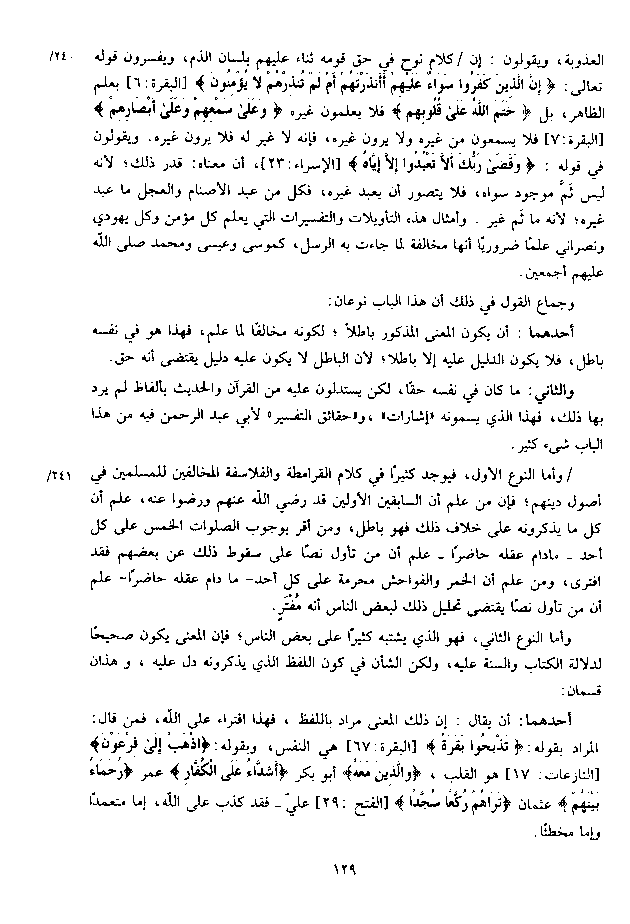 العذوبة، ويقولون : إن / كلام نوح في حق قومه ثناء عليهم بلسان الذم، ويفسرون قوله /٢٤٠
تعالى: ﴿ إِنَّ الَّذِينَ كَفَرُوا سَوَاءٌ عَلَيْهِمْ أَأَنذَرْتَهُمْ أَمْ لَمْ تُنذِرْهُمْ لا يُؤْمِنُونَ ﴾ [البقرة:٦] بعلم
الظاهر، بل ﴿ خَتَمَ اللَّهُ عَلَىٰ قُلُوبِهِمْ ﴾ فلا يعلمون غيره ﴿ وَعَلَىٰ سَمْعِهِمْ وَعَلَىٰ أَبْصَارِهِمْ ﴾
[البقرة:٧] فلا يسمعون من غيره ولا يرون غيره، فإنه لا غير له فلا يرون غيره. ويقولون
في قوله : ﴿ وَقَضَىٰ رَبُّكَ أَلاَّ تَعْبُدُوا إِلاَّ إِيَّاهُ ﴾ [الإسراء:٢٣]، أن معناه: قدر ذلك؛ لأنه
ليس ثَمَّ موجود سواه، فلا يتصور أن يعبد غيره، فكل من عبد الأصنام والعجل ما عبد
غيره؛ لأنه ما ثَم غير . وأمثال هذه التأويلات والتفسيرات التي يعلم كل مؤمن وكل يهودي
ونصراني علمًا ضروريًا أنها مخالفة لما جاءت به الرسل، كموسى وعيسى ومحمد صلى الله
عليهم أجمعين.
وجماع القول في ذلك أن هذا الباب نوعان:
أحدهما : أن يكون المعنى المذكور باطلاً ؛ لكونه مخالفًا لما علم، فهذا هو في نفسه
باطل، فلا يكون الدليل عليه إلا باطلا؛ لأن الباطل لا يكون عليه دليل يقتضى أنه حق.
والثاني: ما كان في نفسه حقا، لكن يستدلون عليه من القرآن والحديث بألفاظ لم يرد
بها ذلك، فهذا الذي يسمونه «إشارات» ،و«حقائق التفسير» لأبي عبد الرحمن فيه من هذا
الباب شىء كثير.
/ وأما النوع الأول، فيوجد كثيرًا في كلام القرامطة والفلاسفة المخالفين للمسلمين في /٢٤١
أصول دينهم؛ فإن من علم أن السابقين الأولين قد رضي الله عنهم ورضوا عنه، علم أن
كل ما يذكرونه على خلاف ذلك فهو باطل، ومن أقر بوجوب الصلوات الخمس على كل
أحد ـ مادام عقله حاضرًا ـ علم أن من تأول نصًا على سقوط ذلك عن بعضهم فقد
افترى، ومن علم أن الخمر والفواحش محرمة على كل أحد- ما دام عقله حاضرًا- علم
أن من تأول نصًا يقتضي تحليل ذلك لبعض الناس أنه مُفْتَرٍ.
وأما النوع الثاني، فهو الذي يشتبه كثيرًا على بعض الناس؛ فإن المعنى يكون صحيحًا
لدلالة الكتاب والسنة عليه، ولكن الشأن في كون اللفظ الذي يذكرونه دل عليه ، و هذان
قسمان:
أحدهما: أن يقال : إن ذلك المعنى مراد باللفظ ، فهذا افتراء على الله، فمن قال:
المراد بقوله:﴿ تَذْبَحُوا بَقَرَةً ﴾ [البقرة:٦٧] هي النفس، وبقوله:﴿اذْهَبْ إِلَىٰ فِرْعَوْنَ﴾
[النازعات: ١٧] هو القلب ، ﴿وَالَّذِينَ مَعَهُ﴾ أبو بكر ﴿أَشِدَّاءُ عَلَى الْكُفَّارِ﴾ عمر ﴿رُحَمَاءُ
بَيْنَهُمْ﴾ عثمان ﴿تَرَاهُمْ رُكَّعًا سُجَّدًا ﴾ [الفتح :٢٩] عليّ ـ فقد كذب على الله، إما متعمدًا
وإما مخطئًا.
١٢٩